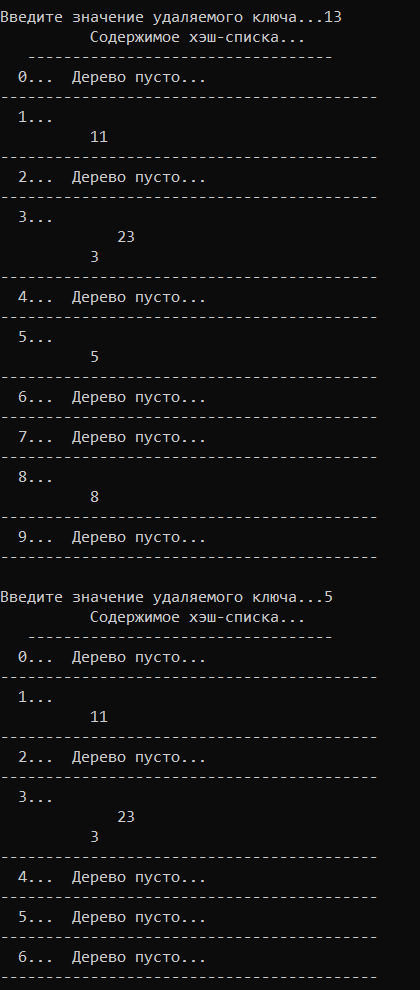 Введите значение удаляемого ключа...13
Содержимое хэш-списка...
----------------------------------
0... Дерево пусто...
------------------------------------------
1...
11
------------------------------------------
2... Дерево пусто...
------------------------------------------
3...
23
3
------------------------------------------
4... Дерево пусто...
------------------------------------------
5...
5
------------------------------------------
6... Дерево пусто...
------------------------------------------
7... Дерево пусто...
------------------------------------------
8...
8
------------------------------------------
9... Дерево пусто...
------------------------------------------
Введите значение удаляемого ключа...5
Содержимое хэш-списка...
----------------------------------
0... Дерево пусто...
------------------------------------------
1...
11
------------------------------------------
2... Дерево пусто...
------------------------------------------
3...
23
3
------------------------------------------
4... Дерево пусто...
------------------------------------------
5... Дерево пусто...
------------------------------------------
6... Дерево пусто...
------------------------------------------